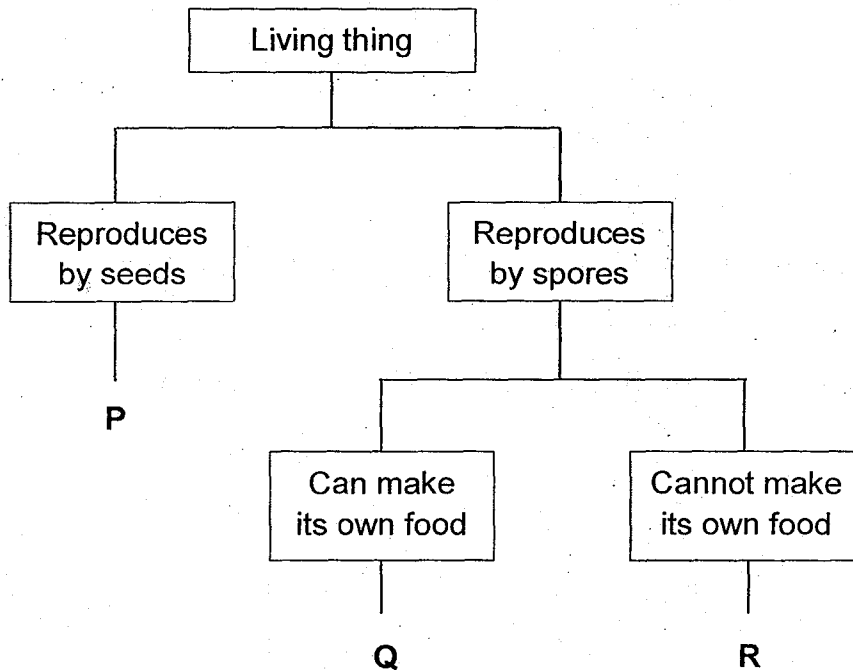 Living thing
Reproduces
by seeds
Reproduces
by spores
P
Can make
its own food
Cannot make
its own food
Q
R